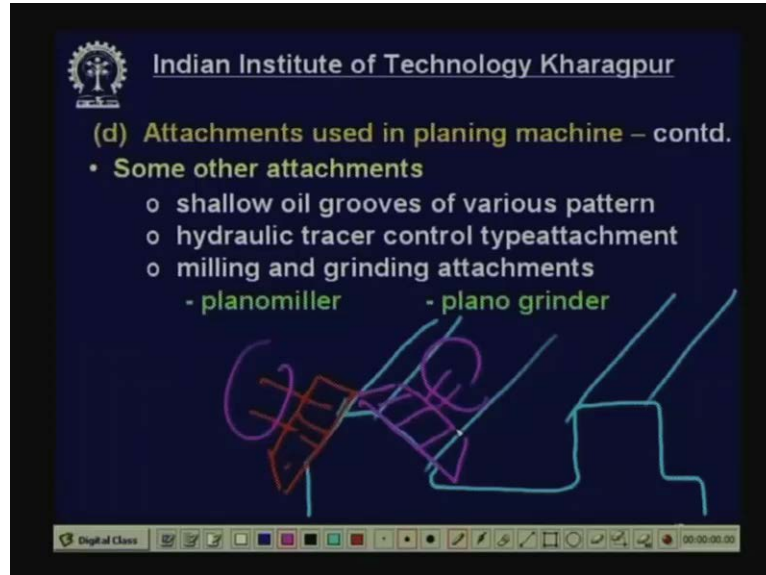 Indian Institute of Technology Kharagpur
(d) Attachments used in planing machine – contd.
• Some other attachments
o shallow oil grooves of various pattern
o hydraulic tracer control typeattachment
o milling and grinding attachments
- planomiller - plano grinder
Digital Class 00:00:00.00